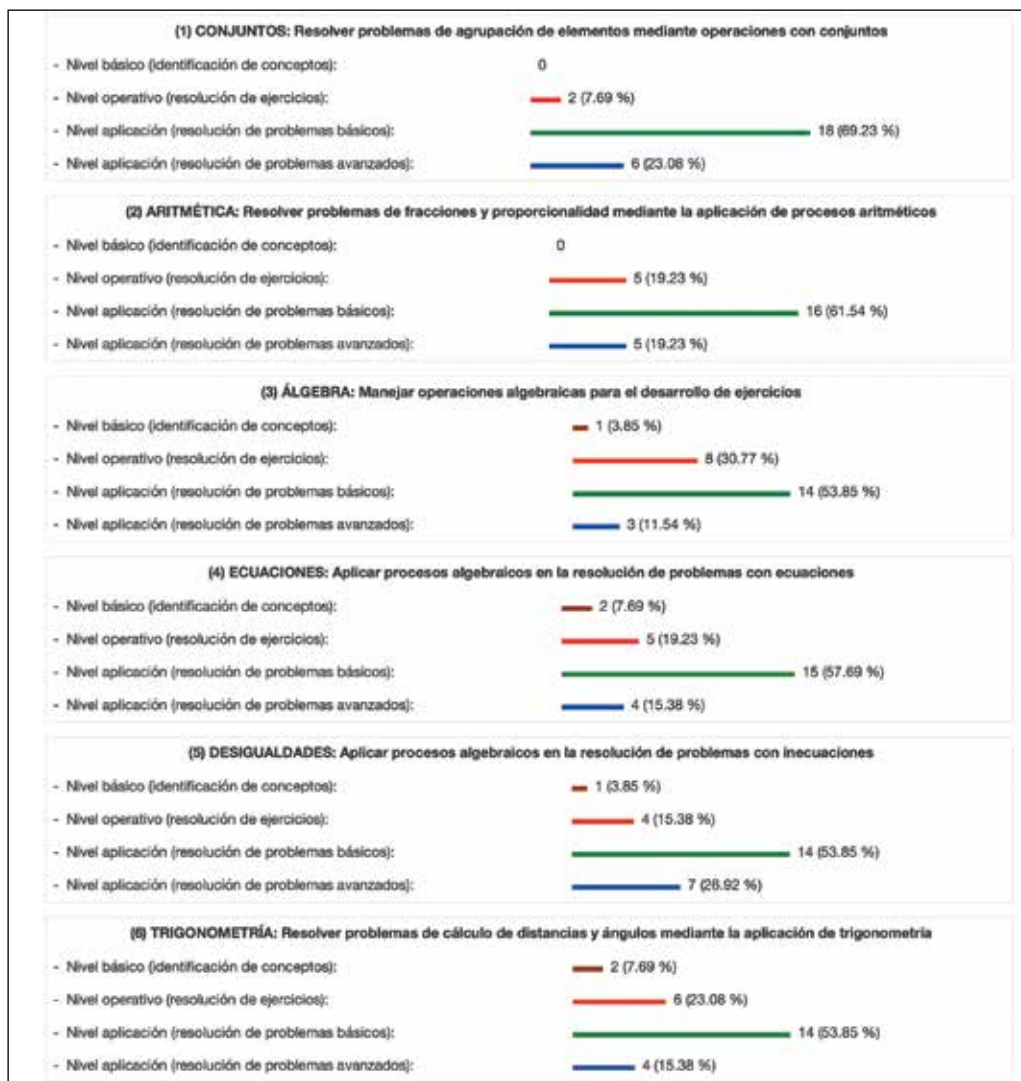 (1) CONJUNTOS: Resolver problemas de agrupación de elementos mediante operaciones con conjuntos
- Nivel básico (identificación de conceptos): 0
- Nivel operativo (resolución de ejercicios): 2 (7.69 %)
- Nivel aplicación (resolución de problemas básicos): 18 (69.23 %)
- Nivel aplicación (resolución de problemas avanzados): 6 (23.08 %)
(2) ARITMÉTICA: Resolver problemas de fracciones y proporcionalidad mediante la aplicación de procesos aritméticos
- Nivel básico (identificación de conceptos): 0
- Nivel operativo (resolución de ejercicios): 5 (19.23 %)
- Nivel aplicación (resolución de problemas básicos): 16 (61.54 %)
- Nivel aplicación (resolución de problemas avanzados): 5 (19.23 %)
(3) ÁLGEBRA: Manejar operaciones algebraicas para el desarrollo de ejercicios
- Nivel básico (identificación de conceptos): 1 (3.85 %)
- Nivel operativo (resolución de ejercicios): 8 (30.77 %)
- Nivel aplicación (resolución de problemas básicos): 14 (53.85 %)
- Nivel aplicación (resolución de problemas avanzados): 3 (11.54 %)
(4) ECUACIONES: Aplicar procesos algebraicos en la resolución de problemas con ecuaciones
- Nivel básico (identificación de conceptos): 2 (7.69 %)
- Nivel operativo (resolución de ejercicios): 5 (19.23 %)
- Nivel aplicación (resolución de problemas básicos): 15 (57.69 %)
- Nivel aplicación (resolución de problemas avanzados): 4 (15.38 %)
(5) DESIGUALDADES: Aplicar procesos algebraicos en la resolución de problemas con inecuaciones
- Nivel básico (identificación de conceptos): 1 (3.85 %)
- Nivel operativo (resolución de ejercicios): 4 (15.38 %)
- Nivel aplicación (resolución de problemas básicos): 14 (53.85 %)
- Nivel aplicación (resolución de problemas avanzados): 7 (26.92 %)
(6) TRIGONOMETRÍA: Resolver problemas de cálculo de distancias y ángulos mediante la aplicación de trigonometría
- Nivel básico (identificación de conceptos): 2 (7.69 %)
- Nivel operativo (resolución de ejercicios): 6 (23.08 %)
- Nivel aplicación (resolución de problemas básicos): 14 (53.85 %)
- Nivel aplicación (resolución de problemas avanzados): 4 (15.38 %)